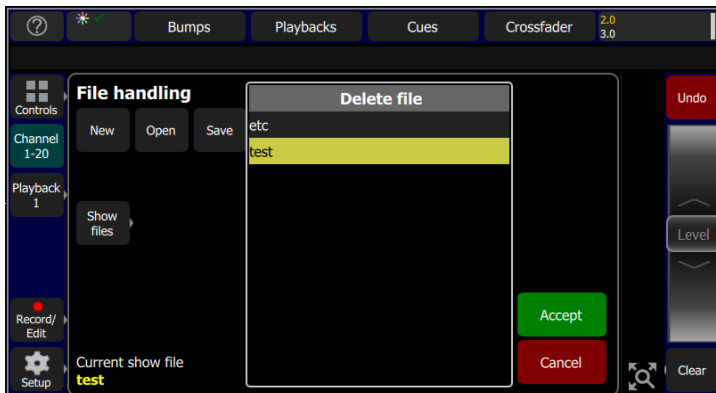 ?
Bumps
Playbacks
Cues
Crossfader
2.0
3.0
Controls
File handling
Delete file
Undo
New
Open
Save
etc
test
Channel
1-20
Playback
1
Show
files
Level
Record/
Edit
Accept
Setup
Current show file
test
Cancel
Clear